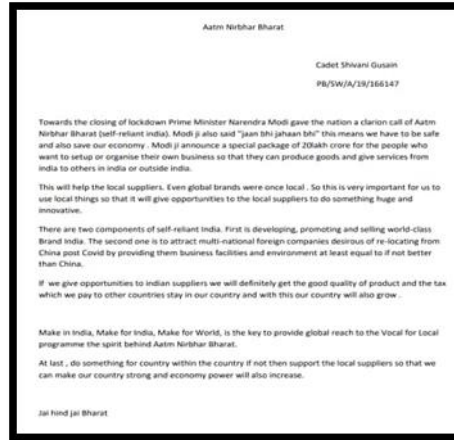 Aatm Nirbhar Bharat
Cadet Shivani Gusain
PB/SW/A/19/166147
Towards the closing of lockdown Prime Minister Narendra Modi gave the nation a clarion call of Aatm
Nirbhar Bharat (self-reliant india). Modi ji also said "jaan bhi jahaan bhi" this means we have to be safe
and also save our economy . Modi ji announce a special package of 20lakh crore for the people who
want to setup or organise their own business so that they can produce goods and give services from
india to others in india or outside india.
This will help the local suppliers. Even global brands were once local . So this is very important for us to
use local things so that it will give opportunities to the local suppliers to do something huge and
innovative.
There are two components of self-reliant India. First is developing, promoting and selling world-class
Brand India. The second one is to attract multi-national foreign companies desirous of re-locating from
China post Covid by providing them business facilities and environment at least equal to if not better
than China.
If we give opportunities to indian suppliers we will definitely get the good quality of product and the tax
which we pay to other countries stay in our country and with this our country will also grow .
Make in India, Make for India, Make for World, is the key to provide global reach to the Vocal for Local
programme the spirit behind Aatm Nirbhar Bharat.
At last , do something for country within the country if not then support the local suppliers so that we
can make our country strong and economy power will also increase.
Jai hind jai Bharat